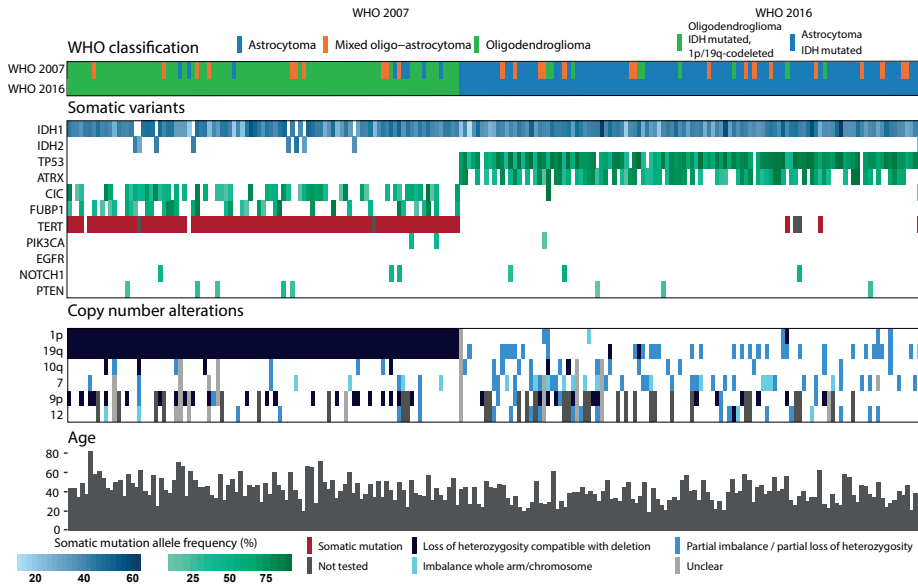 WHO 2007
WHO 2016
WHO classification
Astrocytoma
Mixed oligo-astrocytoma
Oligodendroglioma
Oligodendroglioma
IDH mutated,
1p/19q-codeleted
Astrocytoma
IDH mutated
WHO 2007
WHO 2016
Somatic variants
IDH1
IDH2
TP53
ATRX
CIC
FUBP1
TERT
PIK3CA
EGFR
NOTCH1
PTEN
Copy number alterations
1p
19q
10q
7
9p
12
Age
80
60
40
20
0
Somatic mutation allele frequency (%)
20 40 60
25 50 75
Somatic mutation
Not tested
Loss of heterozygosity compatible with deletion
Imbalance whole arm/chromosome
Partial imbalance / partial loss of heterozygosity
Unclear